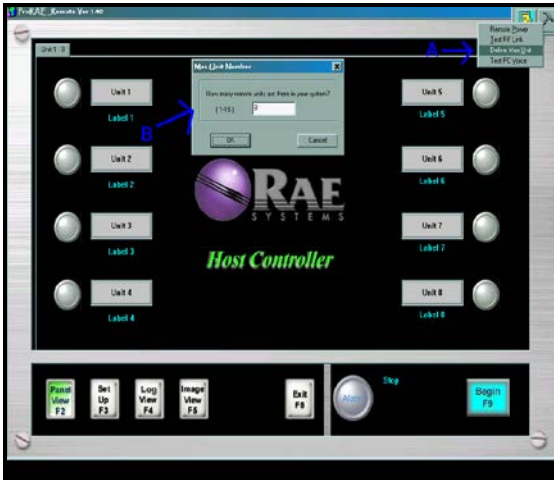 ProRAE_Remote Ver 1.40
Remote Power
Test RF Link
Define Max Unit
Test PC Voice
A
Unit 1 - 8
Max Unit Number
How many remote units are there in your system?
( 1-16 )
B
OK
Cancel
Unit 1
Label 1
Unit 2
Label 2
Unit 3
Label 3
Unit 4
Label 4
Unit 5
Label 5
Unit 6
Label 6
Unit 7
Label 7
Unit 8
Label 8
RAE
SYSTEMS
Host Controller
Panel
View
F2
Set
Up
F3
Log
View
F4
Image
View
F5
Exit
F8
Alarm
Stop
Begin
F9